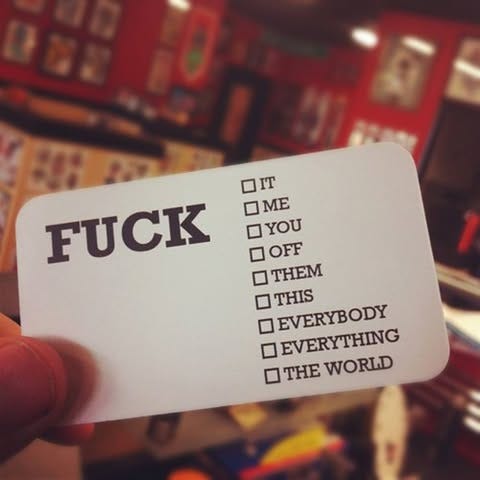 FUCK
IT
ME
YOU
OFF
THEM
THIS
EVERYBODY
EVERYTHING
THE WORLD